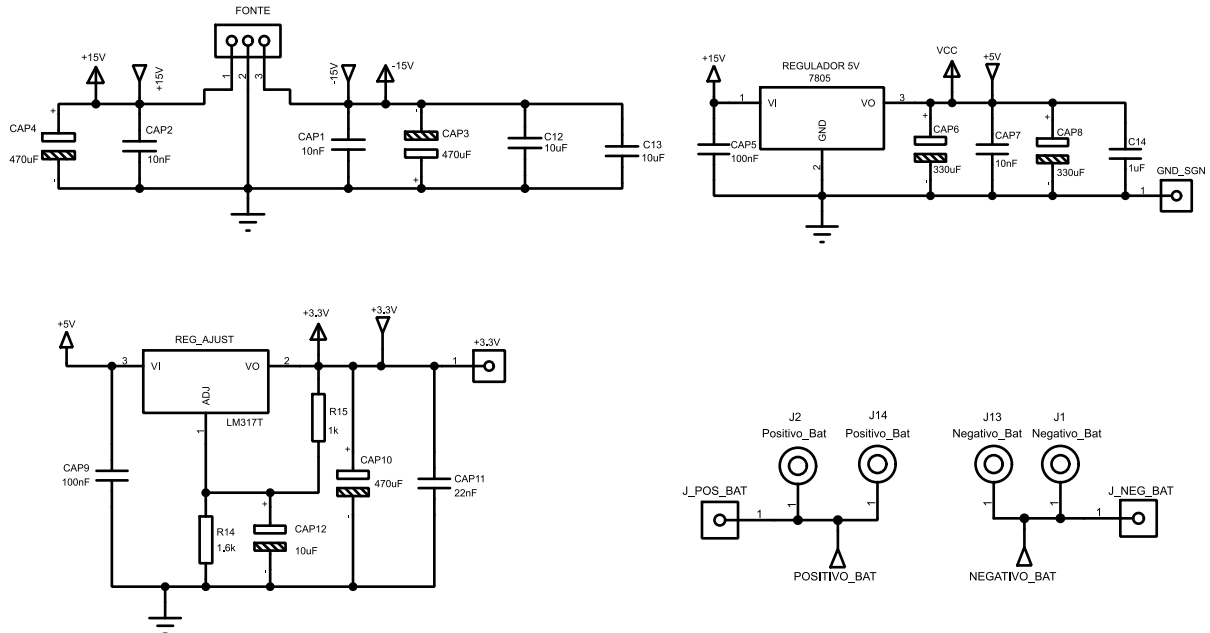 FONTE
1
2
3
+15V
+15V
-15V
-15V
+
CAP4
470uF
-
CAP2
10nF
CAP1
10nF
-
CAP3
470uF
+
C12
10uF
C13
10uF
+15V
REGULADOR 5V
7805
VCC
+5V
1
VI
VO
3
GND
2
CAP5
100nF
+
CAP6
330uF
-
CAP7
10nF
+
CAP8
330uF
-
C14
1uF
GND_SGN
1
+5V
REG_AJUST
+3.3V
+3.3V
+3.3V
3
VI
VO
2
1
ADJ
LM317T
1
R15
1k
CAP9
100nF
+
CAP10
470uF
-
CAP11
22nF
R14
1.6k
+
CAP12
10uF
-
J2
Positivo_Bat
J14
Positivo_Bat
J13
Negativo_Bat
J1
Negativo_Bat
J_POS_BAT
1
1
1
POSITIVO_BAT
J_NEG_BAT
1
1
1
NEGATIVO_BAT